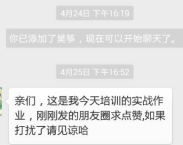 4月24日 下午16:19
你已添加了昊爹，现在可以开始聊天了。
4月25日 下午16:52
亲们，这是我今天培训的实战作
业，刚刚发的朋友圈求点赞,如果
打扰了请见谅哈